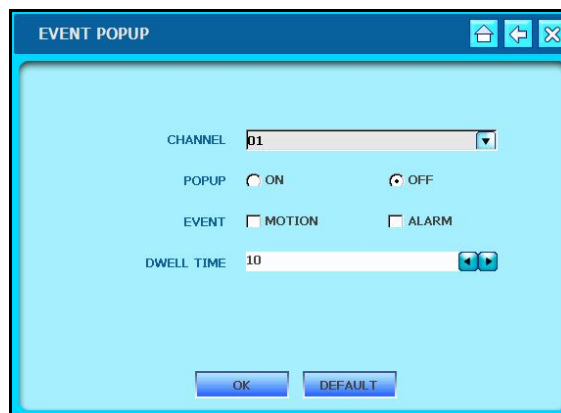 EVENT POPUP
CHANNEL 01
POPUP ON OFF
EVENT MOTION ALARM
DWELL TIME 10
OK DEFAULT